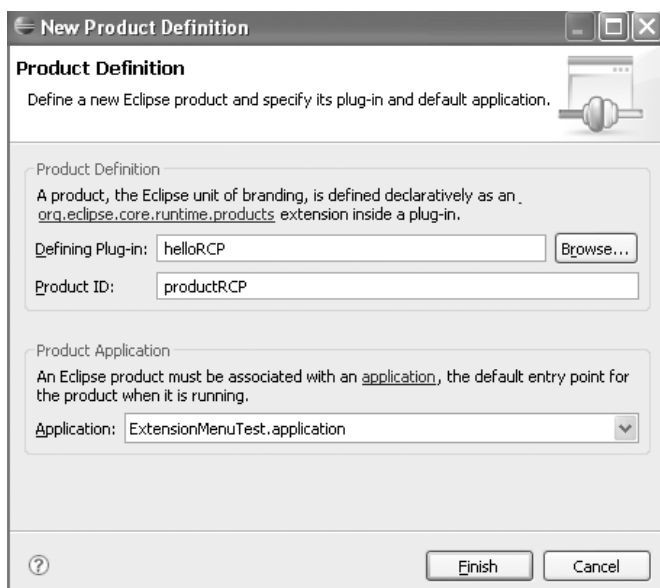 New Product Definition
Product Definition
Define a new Eclipse product and specify its plug-in and default application.
Product Definition
A product, the Eclipse unit of branding, is defined declaratively as an
org.eclipse.core.runtime.products extension inside a plug-in.
Defining Plug-in: helloRCP Browse...
Product ID: productRCP
Product Application
An Eclipse product must be associated with an application, the default entry point for
the product when it is running.
Application: ExtensionMenuTest.application
?
Finish Cancel